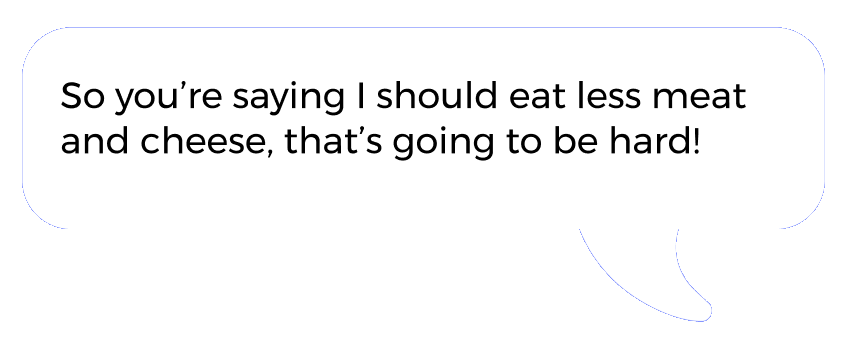 So you’re saying I should eat less meat
and cheese, that’s going to be hard!